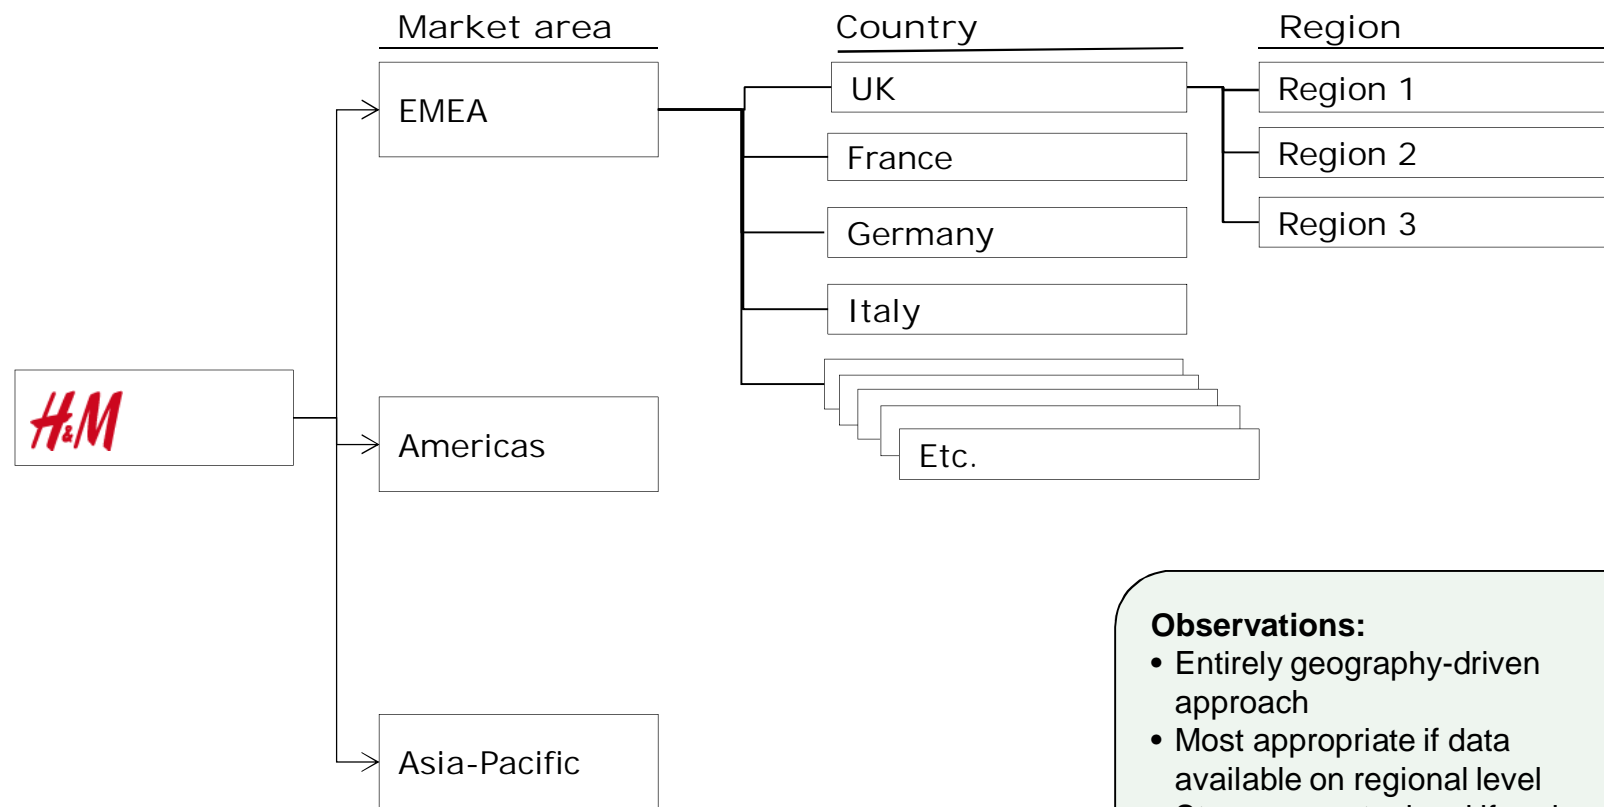 Market area
Country
Region
EMEA
UK
Region 1
France
Region 2
Germany
Region 3
Italy
H&M
Americas
Etc.
Asia-Pacific
Observations:
• Entirely geography-driven
approach
• Most appropriate if data
available on regional level